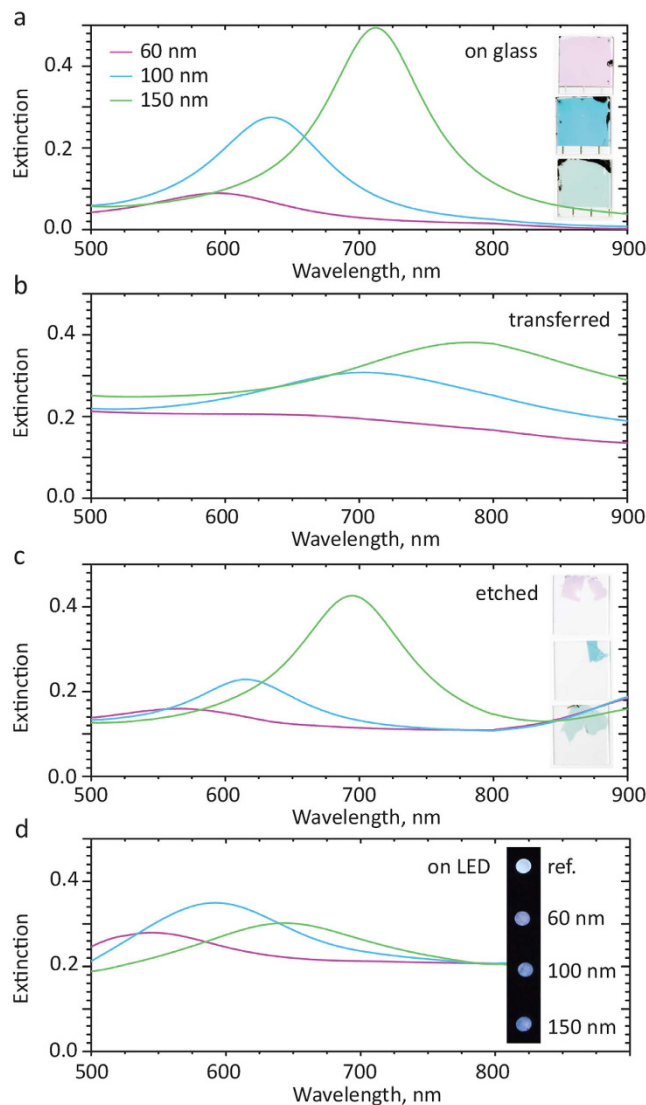 a
on glass
60 nm
100 nm
150 nm
Extinction
0.4
0.2
0.0
500 600 700 800 900
Wavelength, nm
b
transferred
Extinction
0.4
0.2
0.0
500 600 700 800 900
Wavelength, nm
c
etched
Extinction
0.4
0.2
0.0
500 600 700 800 900
Wavelength, nm
d
on LED
ref.
60 nm
100 nm
150 nm
Extinction
0.4
0.2
0.0
500 600 700 800 900
Wavelength, nm